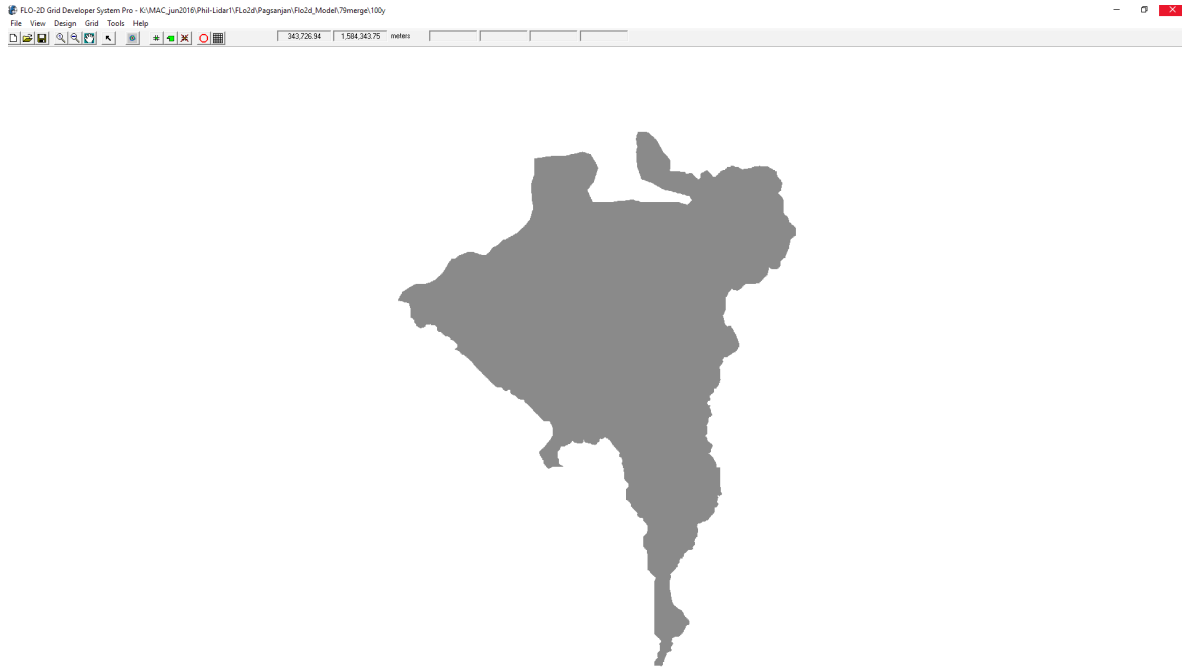 FLO-2D Grid Developer System Pro - K:\MAC_jun2016\Phil-Lidar1\FLo2d\Pagsanjan\Flo2d_Model\79merge\100y
File View Design Grid Tools Help
343,726.94 1,584,343.75 meters